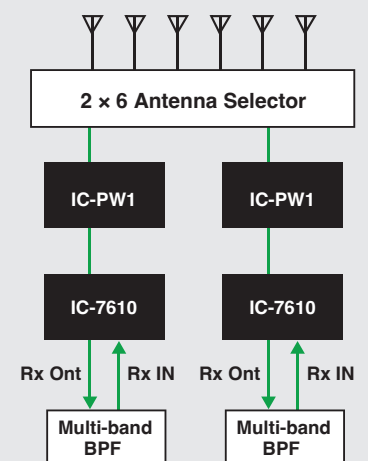 2 × 6 Antenna Selector
IC-PW1 IC-PW1
IC-7610 IC-7610
Rx Ont Rx IN Rx Ont Rx IN
Multi-band Multi-band
BPF BPF